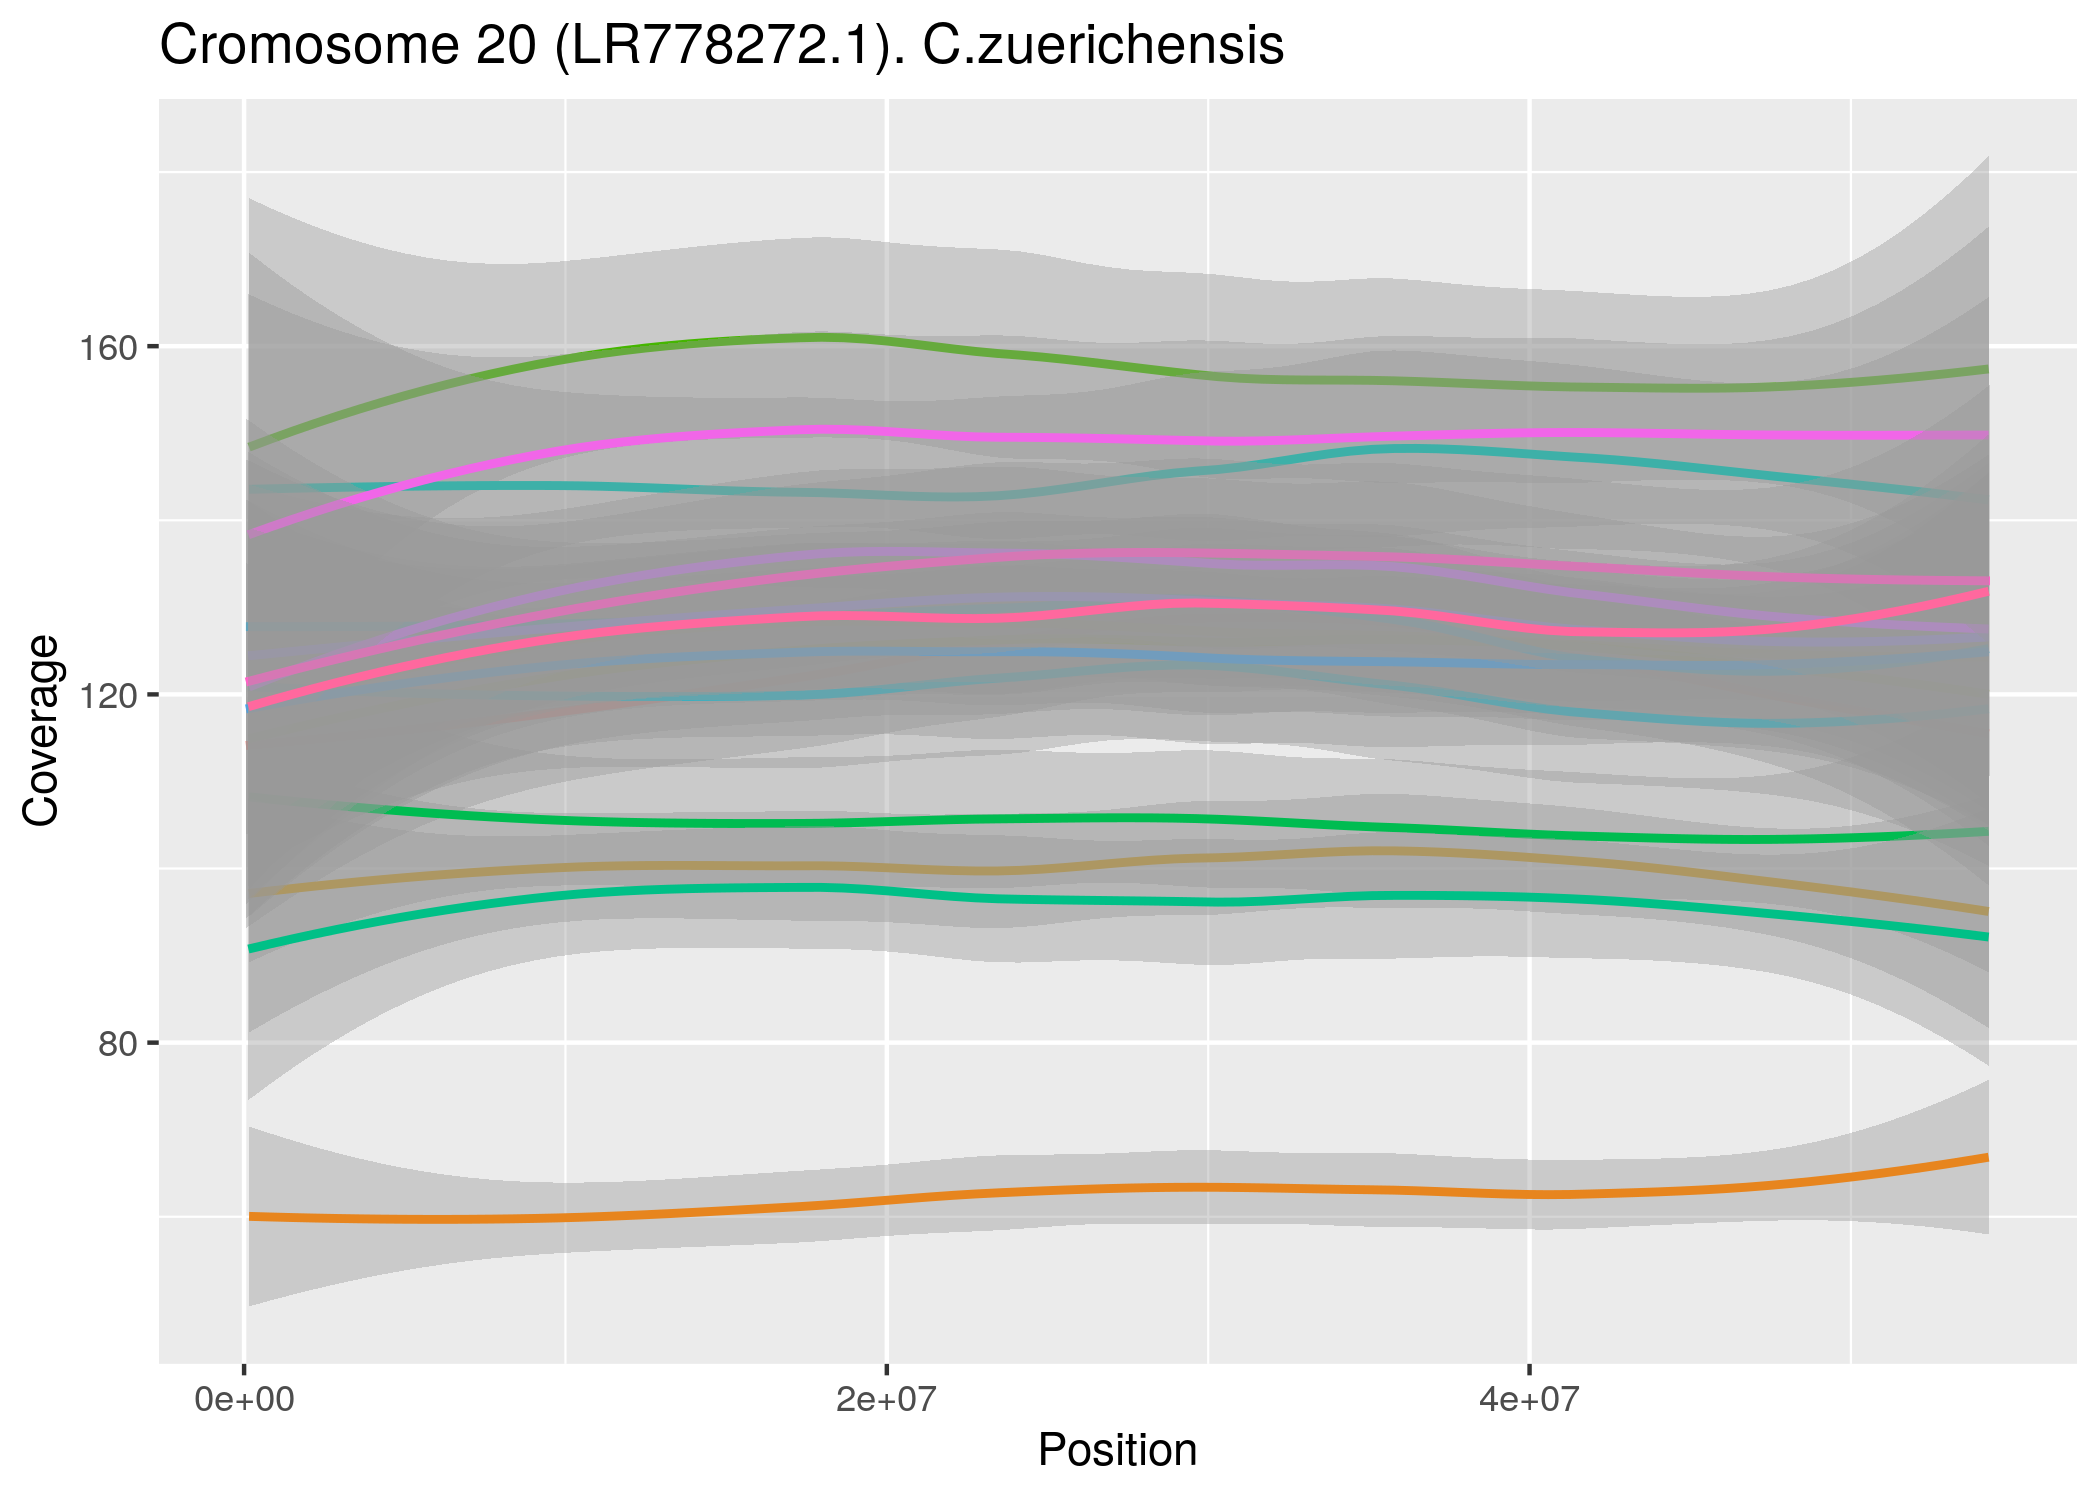 Cromosome 20 (LR778272.1). C.zuerichensis
160
120
80
Coverage
0e+00 2e+07 4e+07
Position